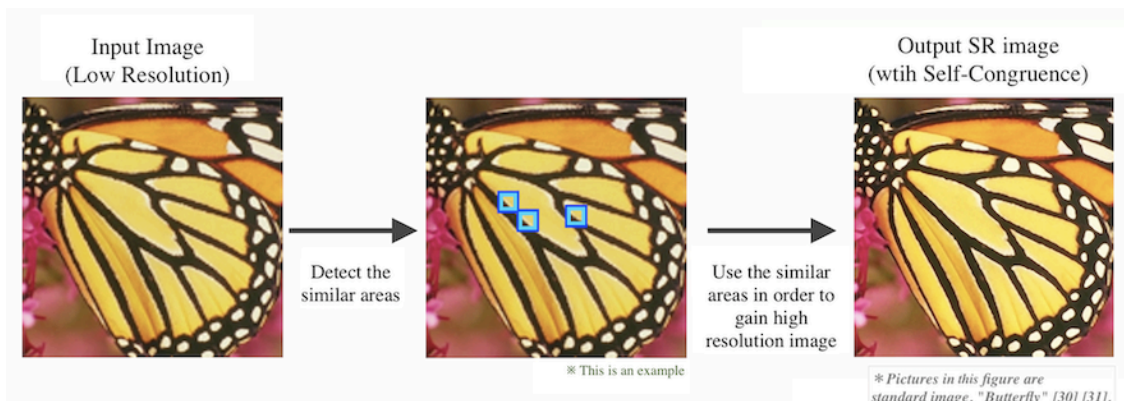 Input Image
(Low Resolution)
Detect the
similar areas
※ This is an example
Use the similar
areas in order to
gain high
resolution image
Output SR image
(wtih Self-Congruence)
* Pictures in this figure are
standard image, "Butterfly" [30] [31].